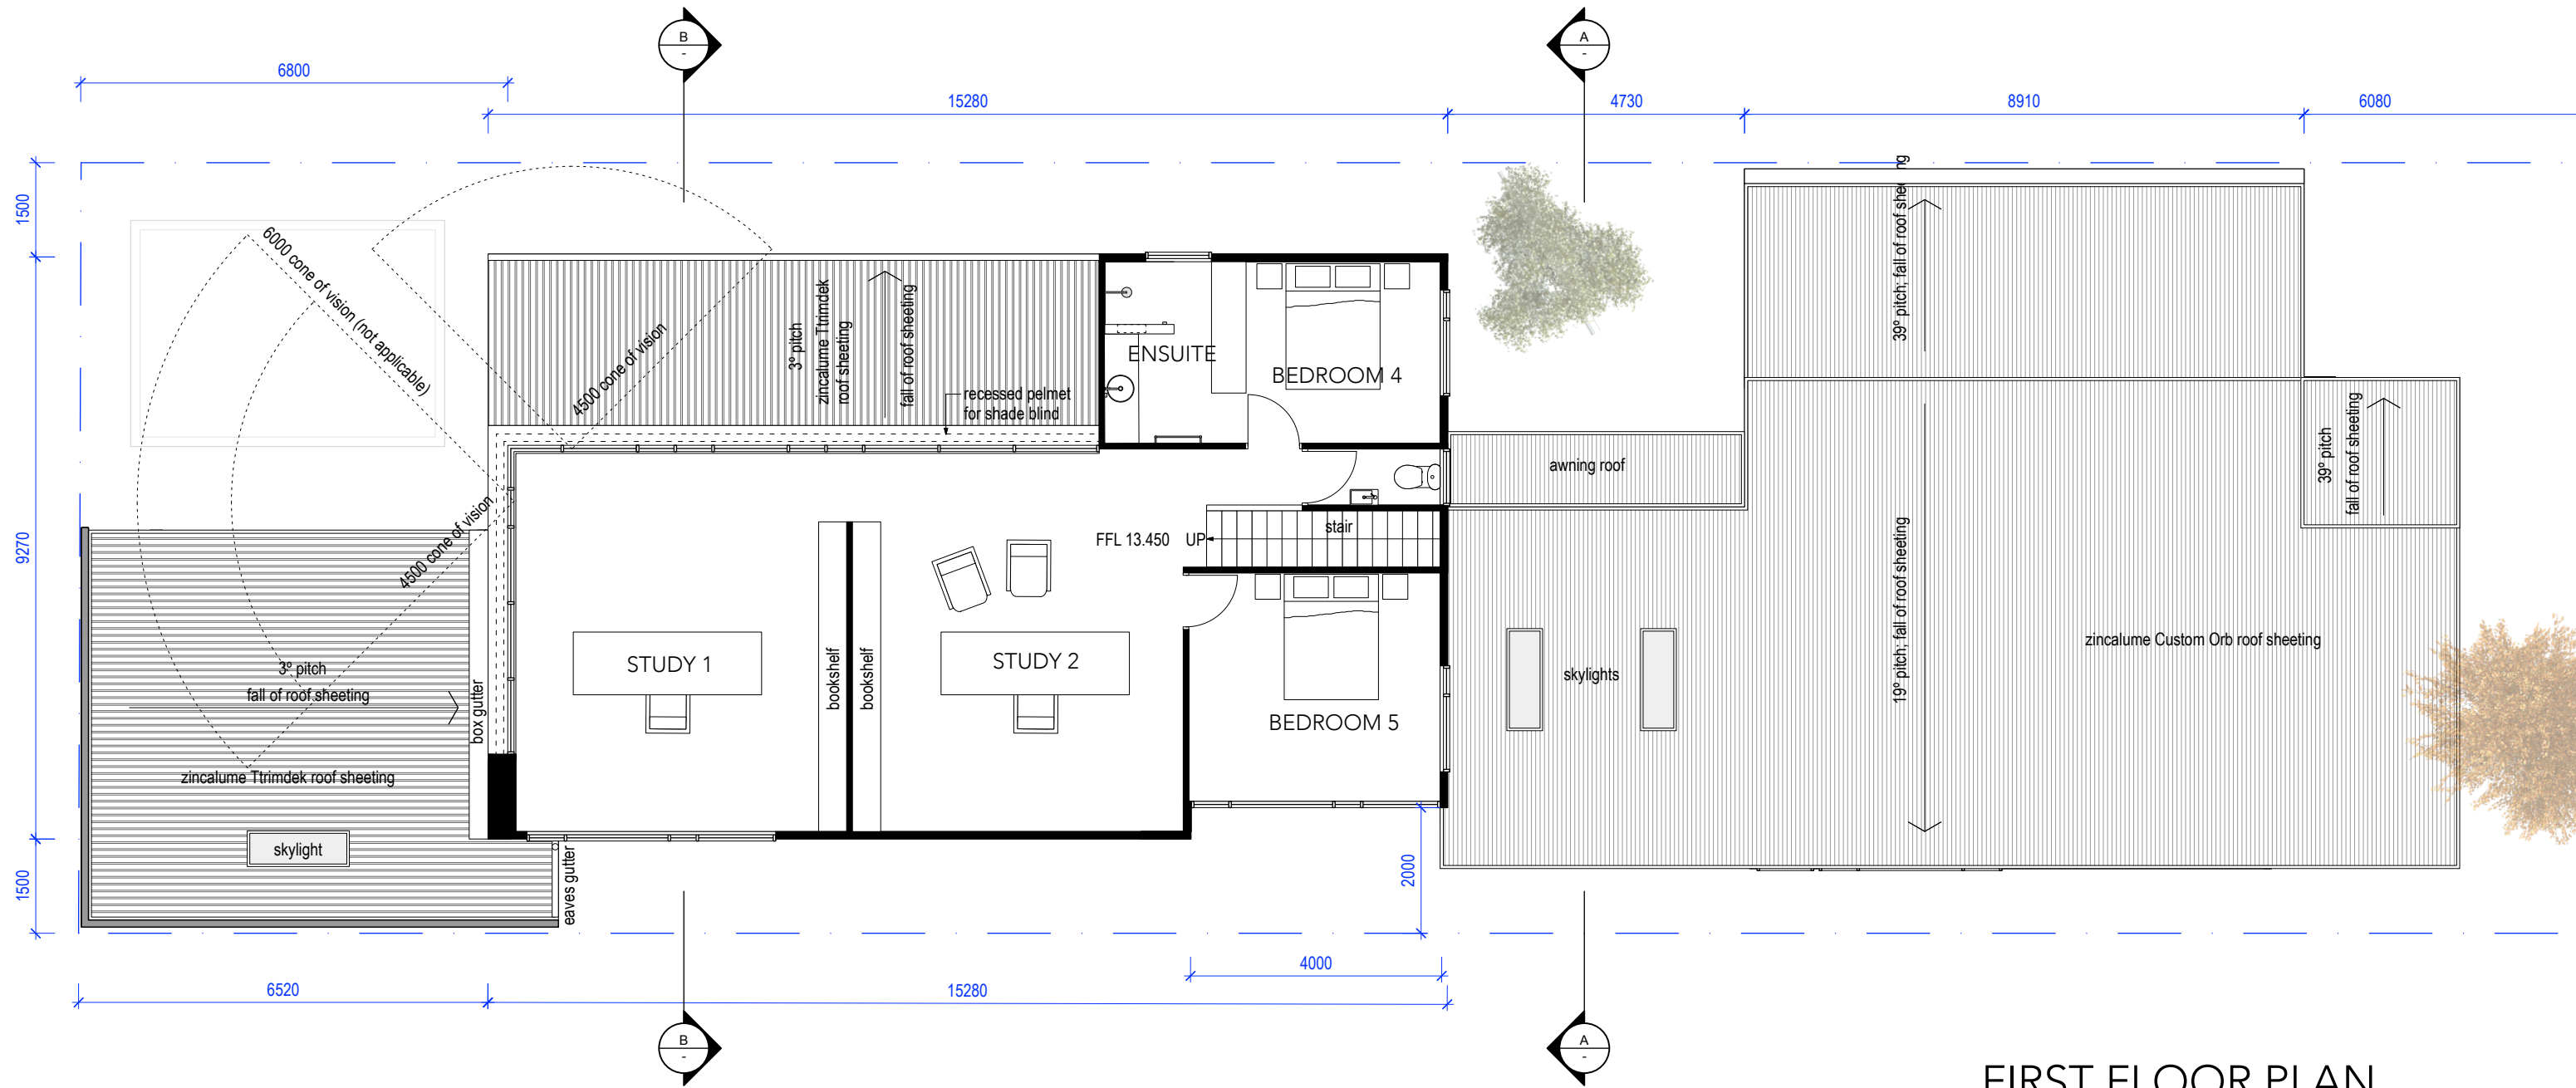 B
-
A
-
6800
15280
4730
8910
6080
1500
9270
1500
6000 cone of vision (not applicable)
4500 cone of vision
4500 cone of vision
3º pitch
zincalume Ttrimdek
roof sheeting
fall of roof sheeting
recessed pelmet
for shade blind
ENSUITE
BEDROOM 4
39º pitch; fall of roof sheeting
awning roof
39º pitch
fall of roof sheeting
stair
FFL 13.450 UP
19º pitch; fall of roof sheeting
zincalume Custom Orb roof sheeting
STUDY 1
bookshelf
bookshelf
STUDY 2
skylights
3º pitch
fall of roof sheeting
box gutter
BEDROOM 5
zincalume Ttrimdek roof sheeting
skylight
eaves gutter
2000
4000
6520
15280
B
-
A
-
FIRST FLOOR PLAN